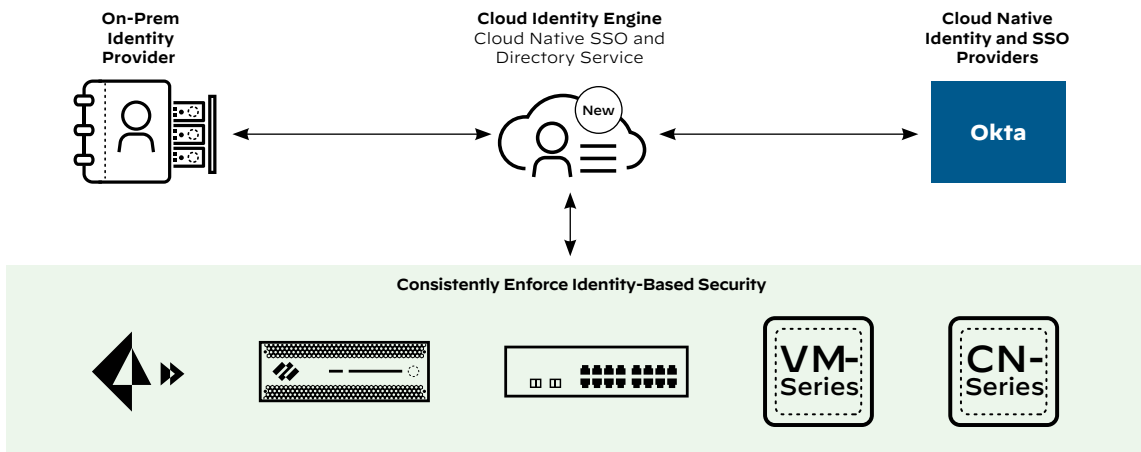 On-Prem
Identity
Provider
Cloud Identity Engine
Cloud Native SSO and
Directory Service
Cloud Native
Identity and SSO
Providers
New
Okta
Consistently Enforce Identity-Based Security
VM-
Series
CN-
Series